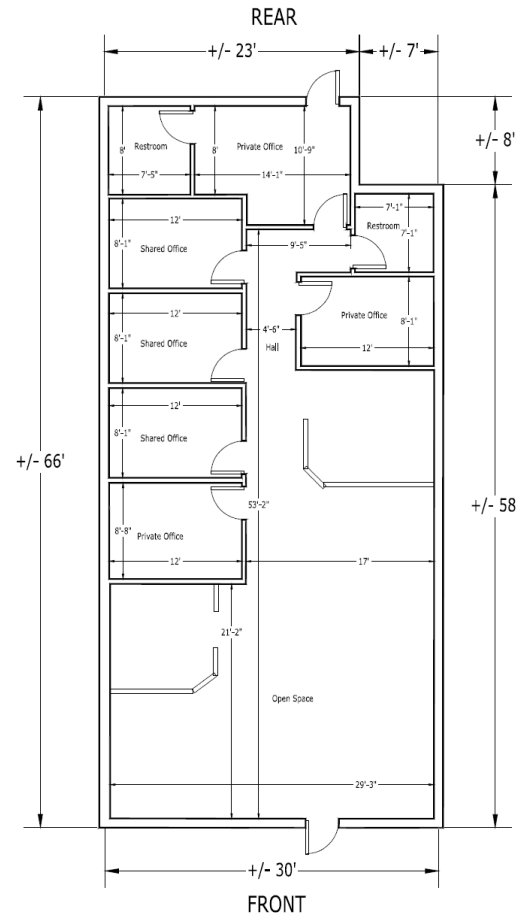 REAR
+/- 23'
+/- 7'
+/- 8'
8'
Restroom
7'-5"
8'
Private Office
10'-9"
14'-1"
7'-1"
Restroom
7'-1"
12'
8'-1"
Shared Office
9'-5"
12'
8'-1"
Shared Office
4'-6"
Hall
Private Office
8'-1"
12'
12'
8'-1"
Shared Office
+/- 66'
+/- 58
8'-8"
Private Office
12'
53'-2"
17'
21'-2"
Open Space
29'-3"
+/- 30'
FRONT